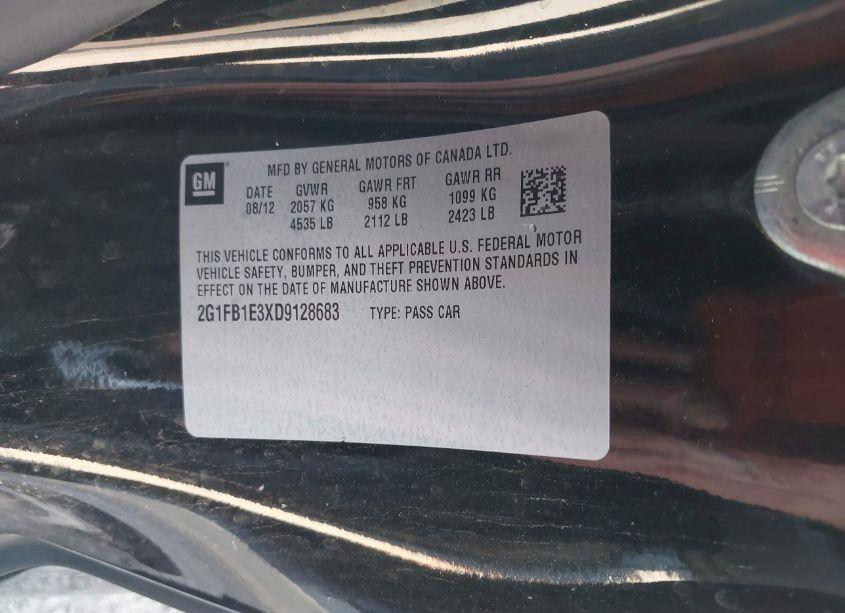 GM
MFD BY GENERAL MOTORS OF CANADA LTD.
DATE GVWR GAWR FRT GAWR RR
08/12 2057 KG 958 KG 1099 KG
4535 LB 2112 LB 2423 LB
THIS VEHICLE CONFORMS TO ALL APPLICABLE U.S. FEDERAL MOTOR
VEHICLE SAFETY, BUMPER, AND THEFT PREVENTION STANDARDS IN
EFFECT ON THE DATE OF MANUFACTURE SHOWN ABOVE.
2G1FB1E3XD9128683 TYPE: PASS CAR